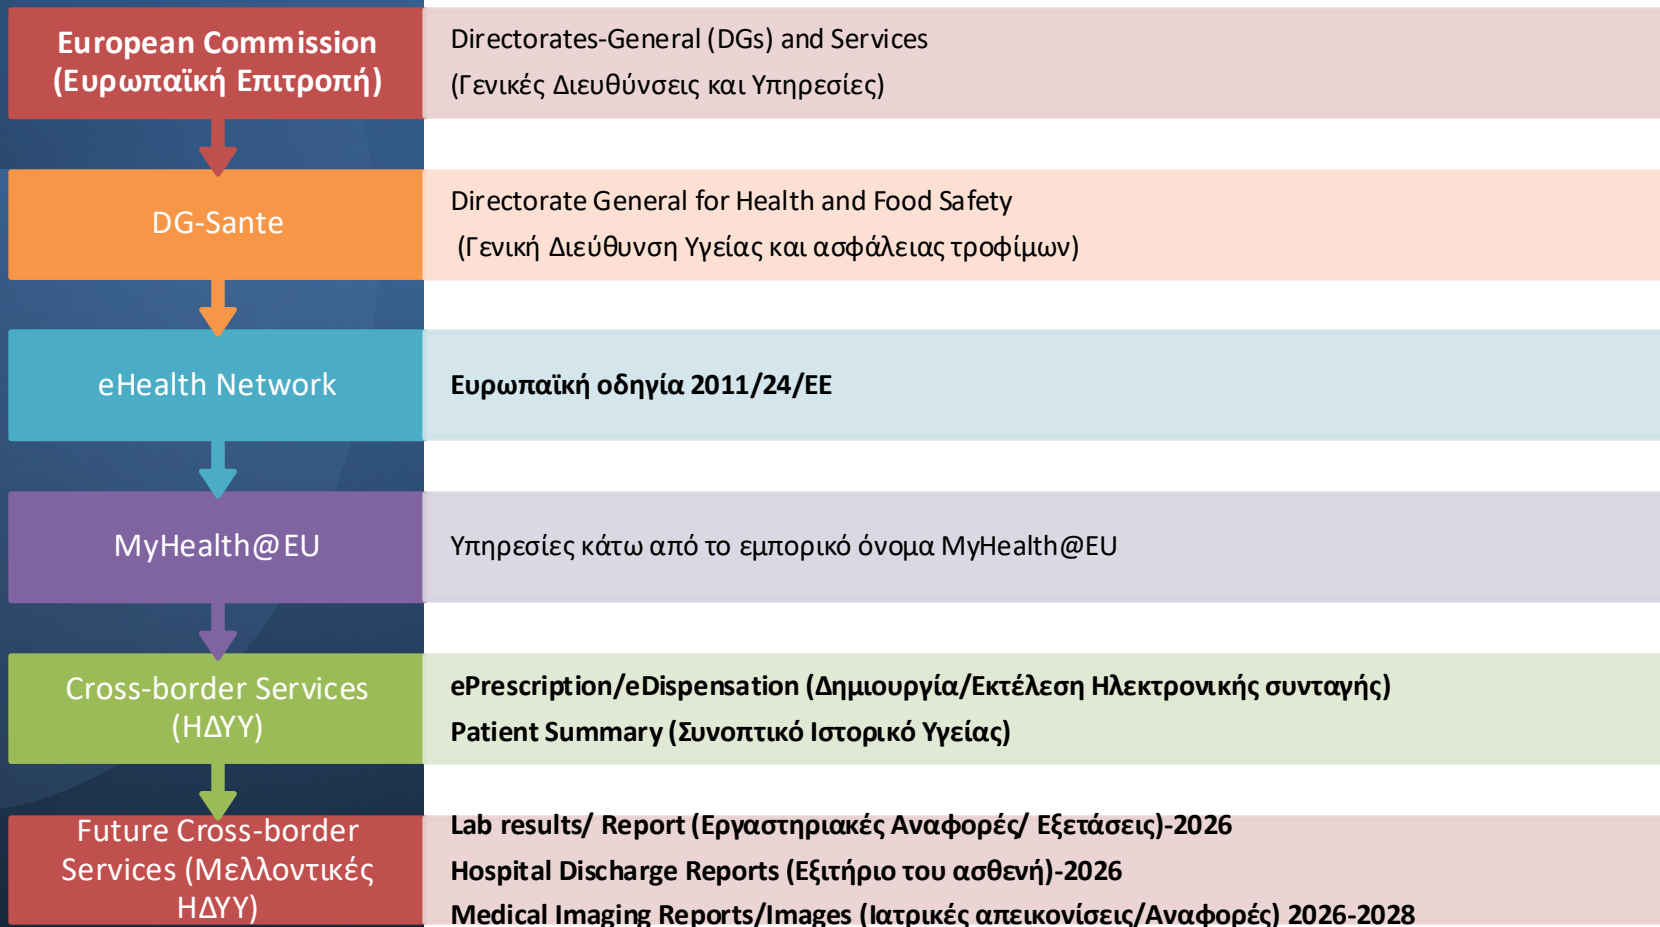 European Commission
(Ευρωπαϊκή Επιτροπή)
Directorates-General (DGs) and Services
(Γενικές Διευθύνσεις και Υπηρεσίες)
DG-Sante
Directorate General for Health and Food Safety
(Γενική Διεύθυνση Υγείας και ασφάλειας τροφίμων)
eHealth Network
Ευρωπαϊκή οδηγία 2011/24/ΕΕ
MyHealth@EU
Υπηρεσίες κάτω από το εμπορικό όνομα MyHealth@EU
Cross-border Services
(ΗΔΥΥ)
ePrescription/eDispensation (Δημιουργία/Εκτέλεση Ηλεκτρονικής συνταγής)
Patient Summary (Συνοπτικό Ιστορικό Υγείας)
Future Cross-border
Services (Μελλοντικές
ΗΔΥΥ)
Lab results/ Report (Εργαστηριακές Αναφορές/ Εξετάσεις)-2026
Hospital Discharge Reports (Εξιτήριο του ασθενή)-2026
Medical Imaging Reports/Images (Ιατρικές απεικονίσεις/Αναφορές) 2026-2028